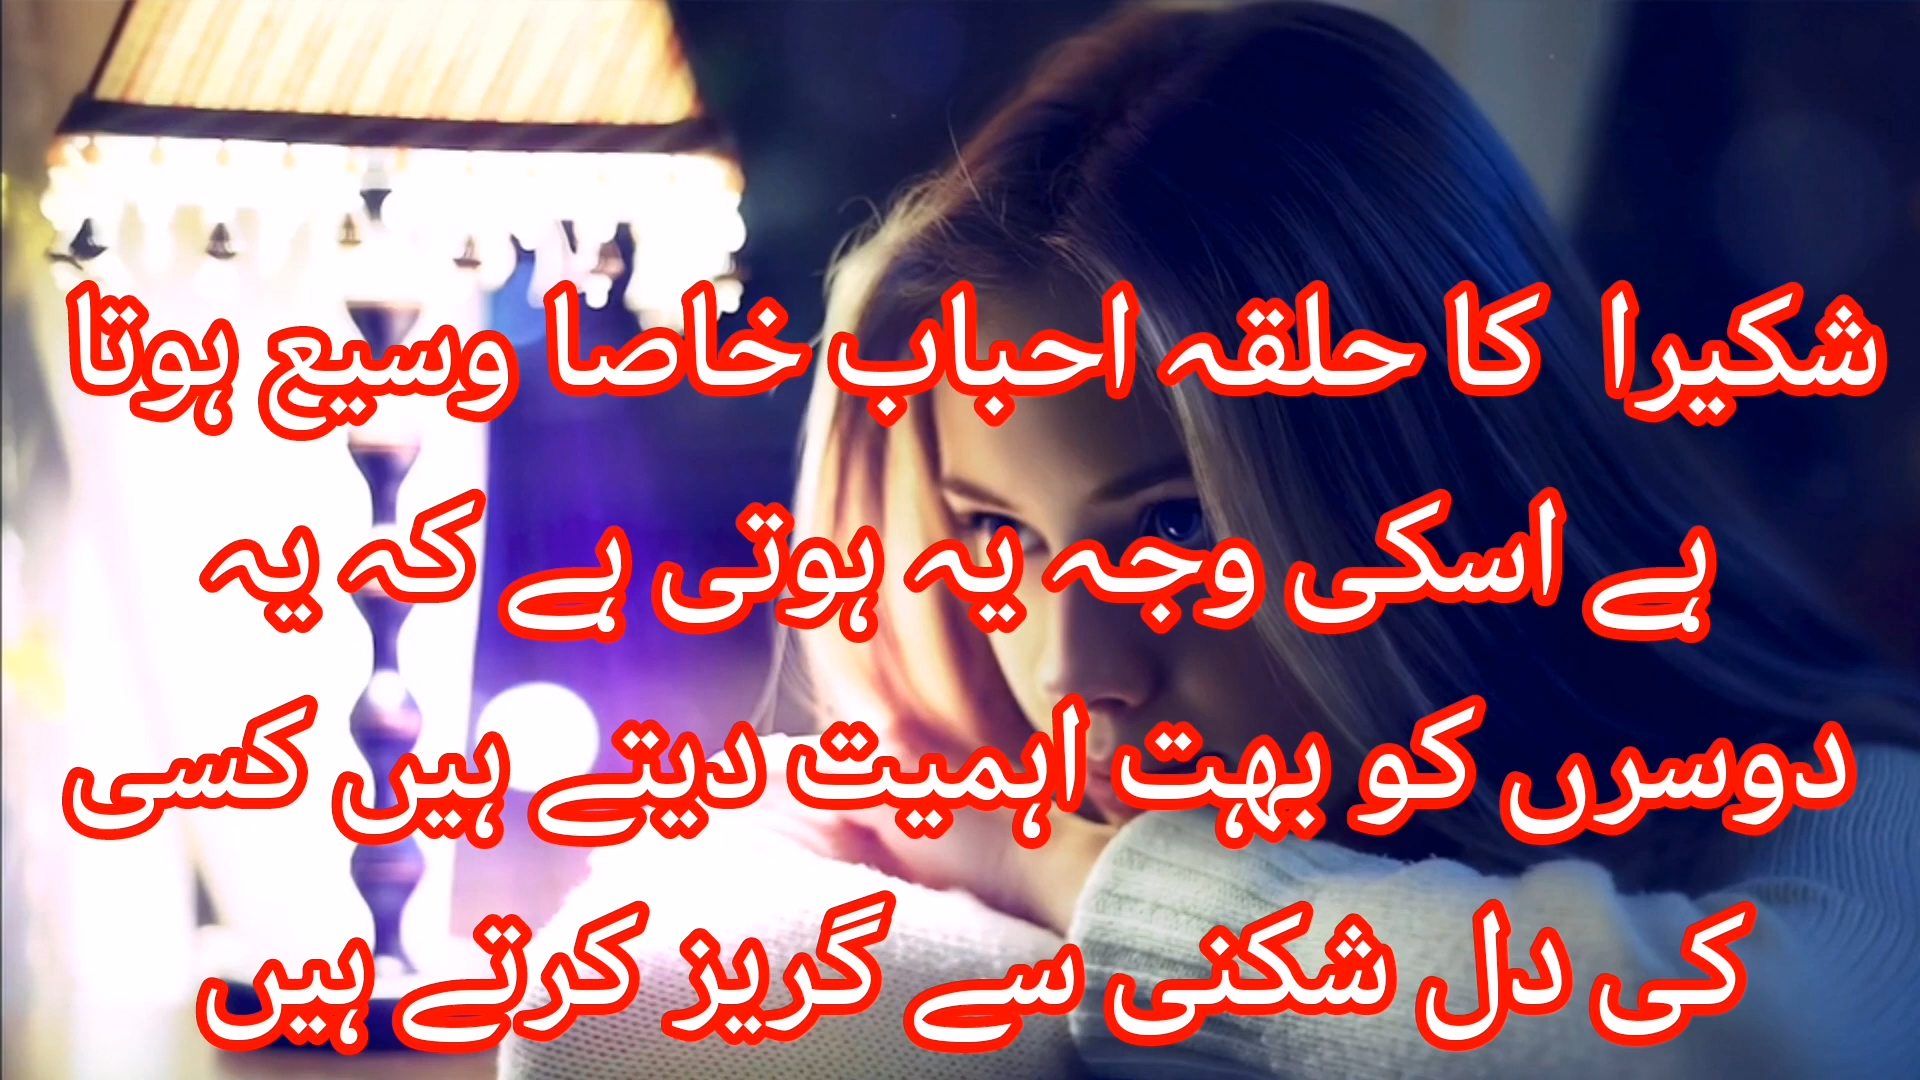 شکیرا کا حلقہ احباب خاصا وسیع ہوتا
ہے اسکی وجہ یہ ہوتی ہے کہ یہ
دوسرں کو بہت اہمیت دیتے ہیں کسی
کی دل شکنی سے گریز کرتے ہیں